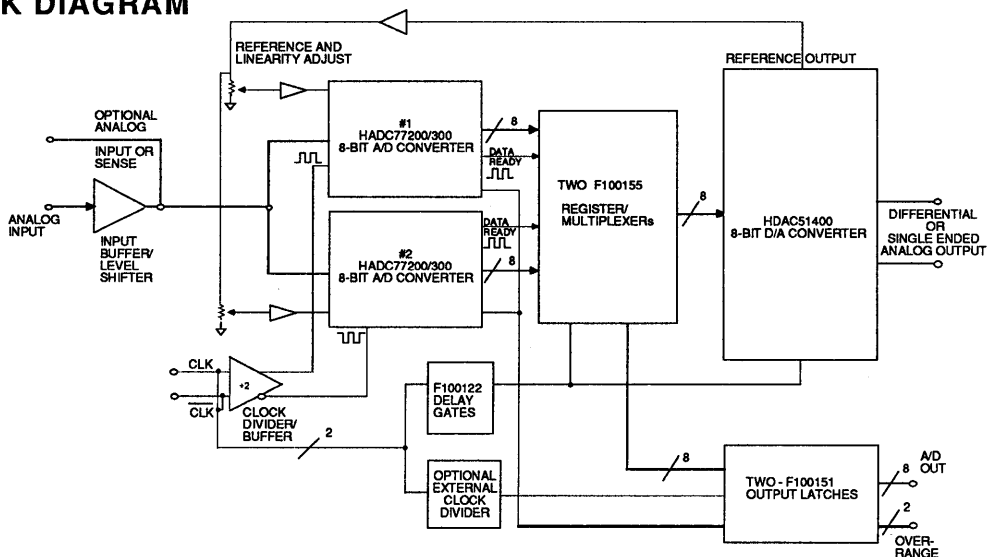 K DIAGRAM
REFERENCE AND
LINEARITY ADJUST
REFERENCE OUTPUT
OPTIONAL
ANALOG
INPUT OR
SENSE
ANALOG
INPUT
INPUT
BUFFER/
LEVEL
SHIFTER
#1
HADC77200/300
8-BIT A/D CONVERTER
8
DATA
READY
#2
HADC77200/300
8-BIT A/D CONVERTER
DATA
READY
8
TWO F100155
REGISTER/
MULTIPLEXERs
8
HDAC51400
8-BIT D/A CONVERTER
DIFFERENTIAL
OR
SINGLE ENDED
ANALOG OUTPUT
CLK
CLK
÷2
CLOCK
DIVIDER/
BUFFER
2
F100122
DELAY
GATES
OPTIONAL
EXTERNAL
CLOCK
DIVIDER
8
TWO - F100151
OUTPUT LATCHES
8
A/D
OUT
2
OVER-
RANGE